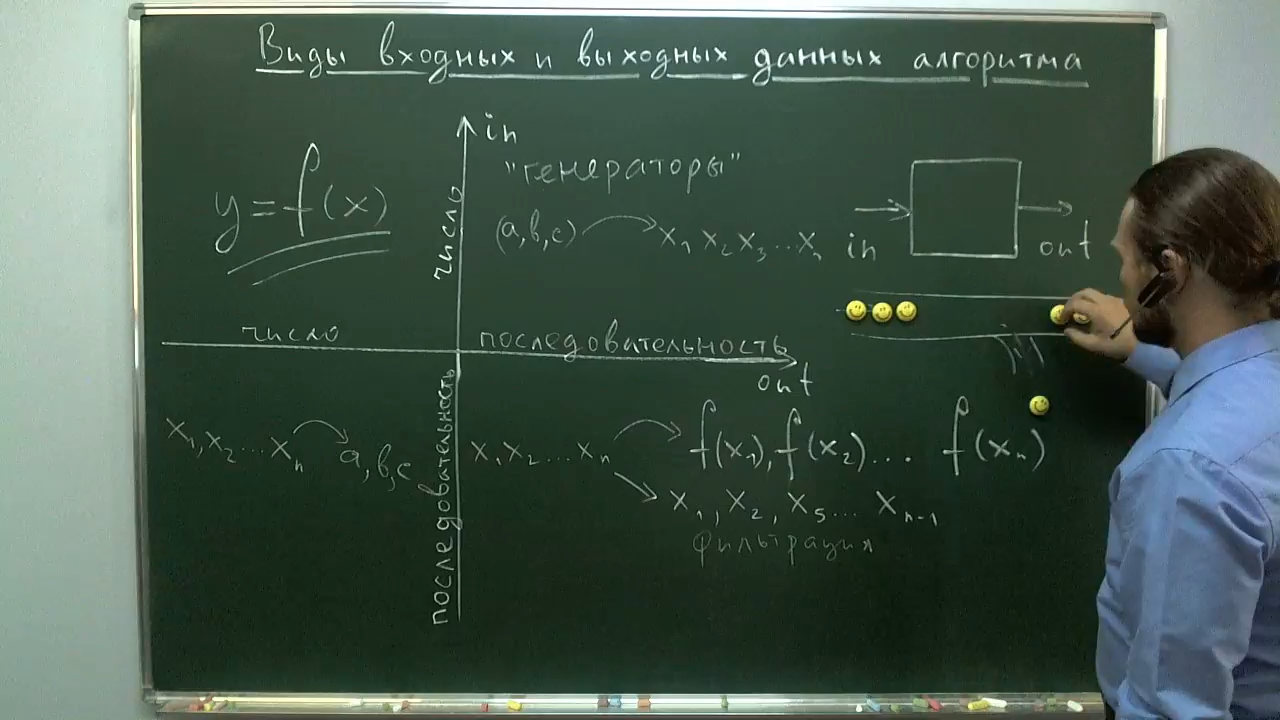 Виды входных и выходных данных алгоритма
in
"генераторы"
y = f(x)
число
(a,b,c) x₁ x₂ x₃ ... xₙ
in
out
число
последовательность
out
последовательность
x₁, x₂ ... xₙ a, b, c
x₁ x₂ ... xₙ f(x₁), f(x₂) ... f(xₙ)
x₁, x₂, x₅ ... xₙ₋₁
фильтрация